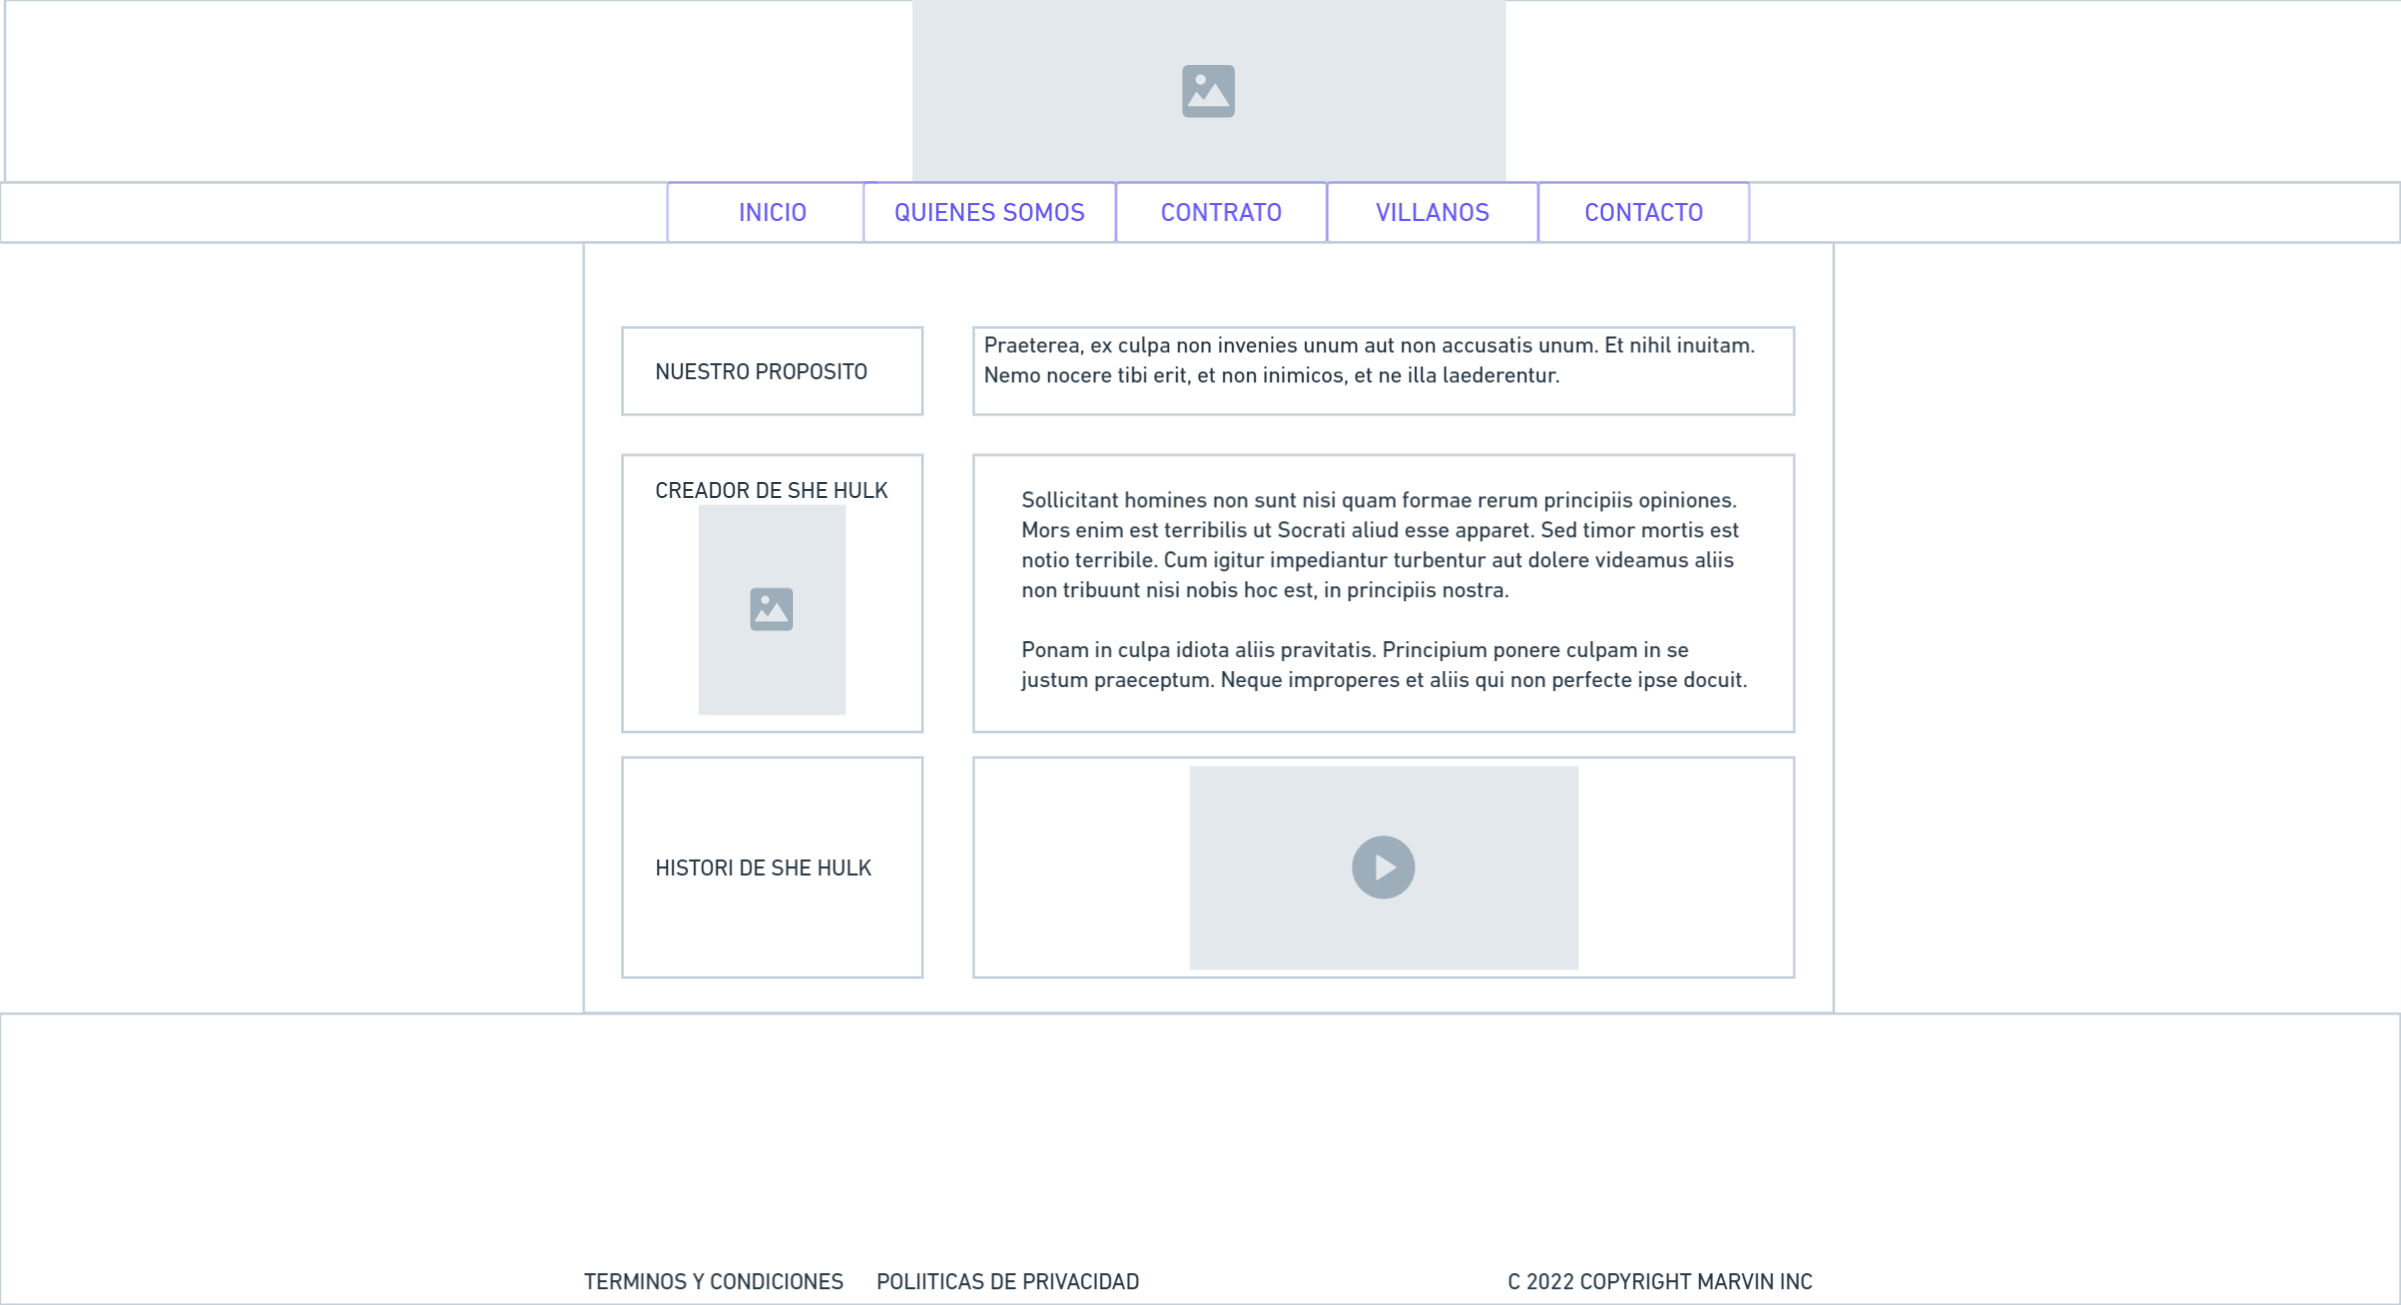 INICIO
QUIENES SOMOS
CONTRATO
VILLANOS
CONTACTO
NUESTRO PROPOSITO
Praeterea, ex culpa non invenies unum aut non accusatis unum. Et nihil inuitam.
Nemo nocere tibi erit, et non inimicos, et ne illa laederentur.
CREADOR DE SHE HULK
Sollicitant homines non sunt nisi quam formae rerum principiis opiniones.
Mors enim est terribilis ut Socrati aliud esse apparet. Sed timor mortis est
notio terribile. Cum igitur impediantur turbentur aut dolere videamus aliis
non tribuunt nisi nobis hoc est, in principiis nostra.
Ponam in culpa idiota aliis pravitatis. Principium ponere culpam in se
justum praeceptum. Neque improperes et aliis qui non perfecte ipse docuit.
HISTORI DE SHE HULK
TERMINOS Y CONDICIONES
POLIITICAS DE PRIVACIDAD
C 2022 COPYRIGHT MARVIN INC